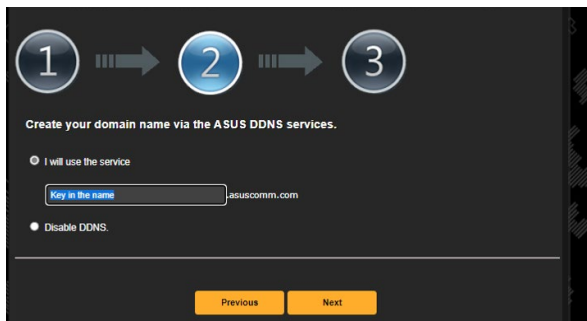 1 2 3
Create your domain name via the ASUS DDNS services.
I will use the service
Key in the name .asuscomm.com
Disable DDNS.
Previous Next